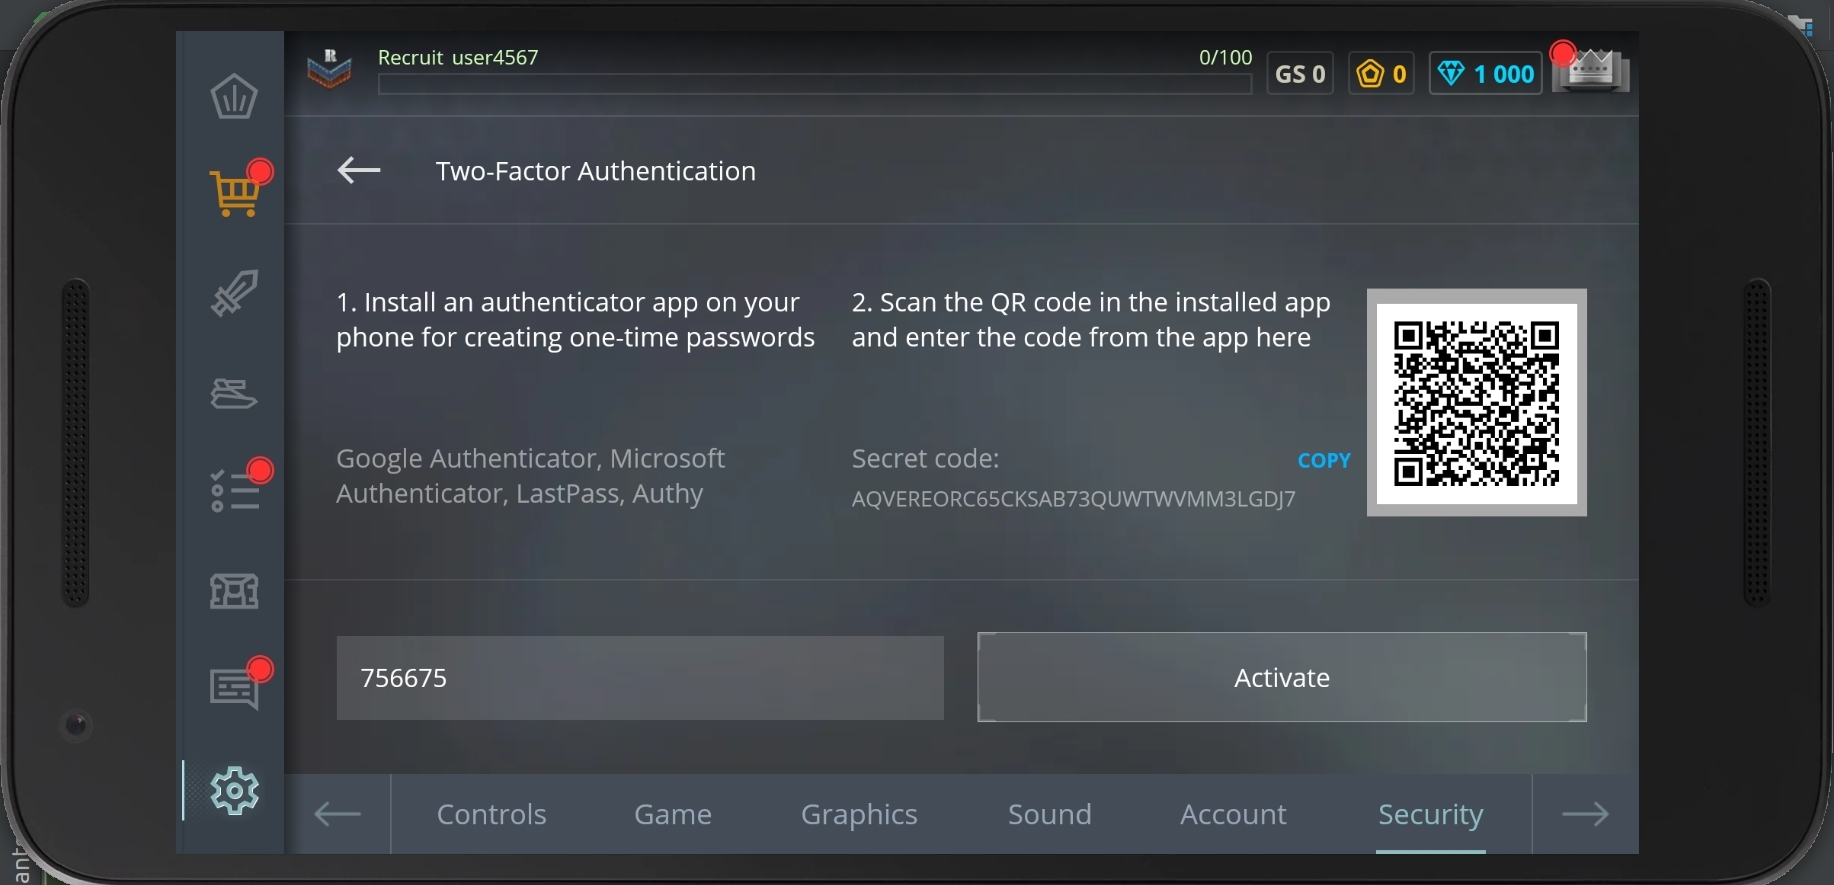 R
Recruit user4567
0/100
GS 0
0
1 000
Two-Factor Authentication
1. Install an authenticator app on your
phone for creating one-time passwords
2. Scan the QR code in the installed app
and enter the code from the app here
Google Authenticator, Microsoft
Authenticator, LastPass, Authy
Secret code:
COPY
AQVEREORC65CKSAB73QUWTWVMM3LGDJ7
756675
Activate
Controls
Game
Graphics
Sound
Account
Security
ant